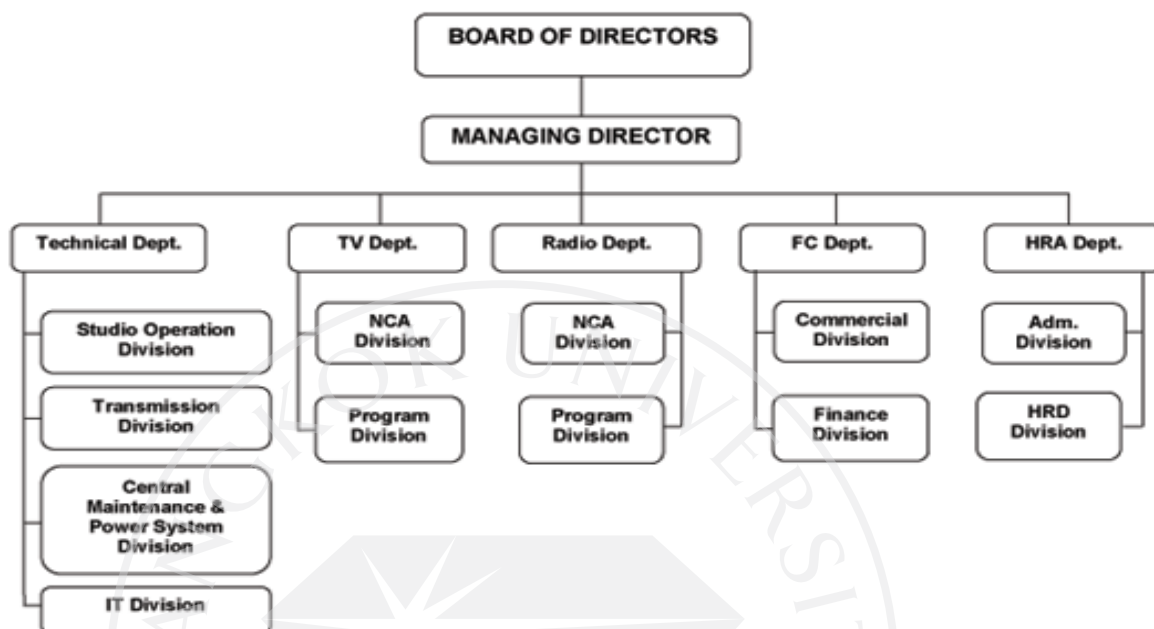 BOARD OF DIRECTORS
MANAGING DIRECTOR
Technical Dept.
TV Dept.
Radio Dept.
FC Dept.
HRA Dept.
Studio Operation
Division
Transmission
Division
Central
Maintenance &
Power System
Division
IT Division
NCA
Division
Program
Division
NCA
Division
Program
Division
Commercial
Division
Finance
Division
Adm.
Division
HRD
Division
NGKOK UNIVERSI